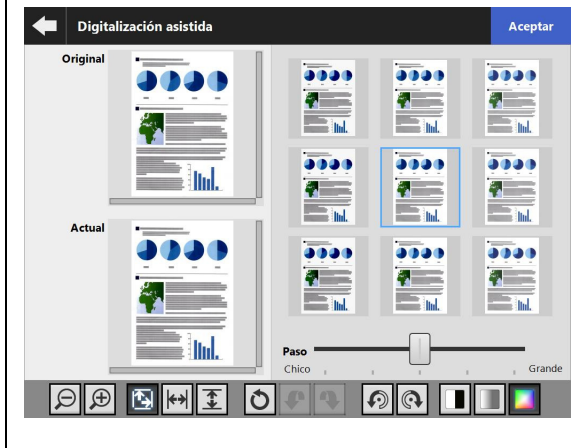 Digitalización asistida
Aceptar
Original
Actual
Paso
Chico
Grande